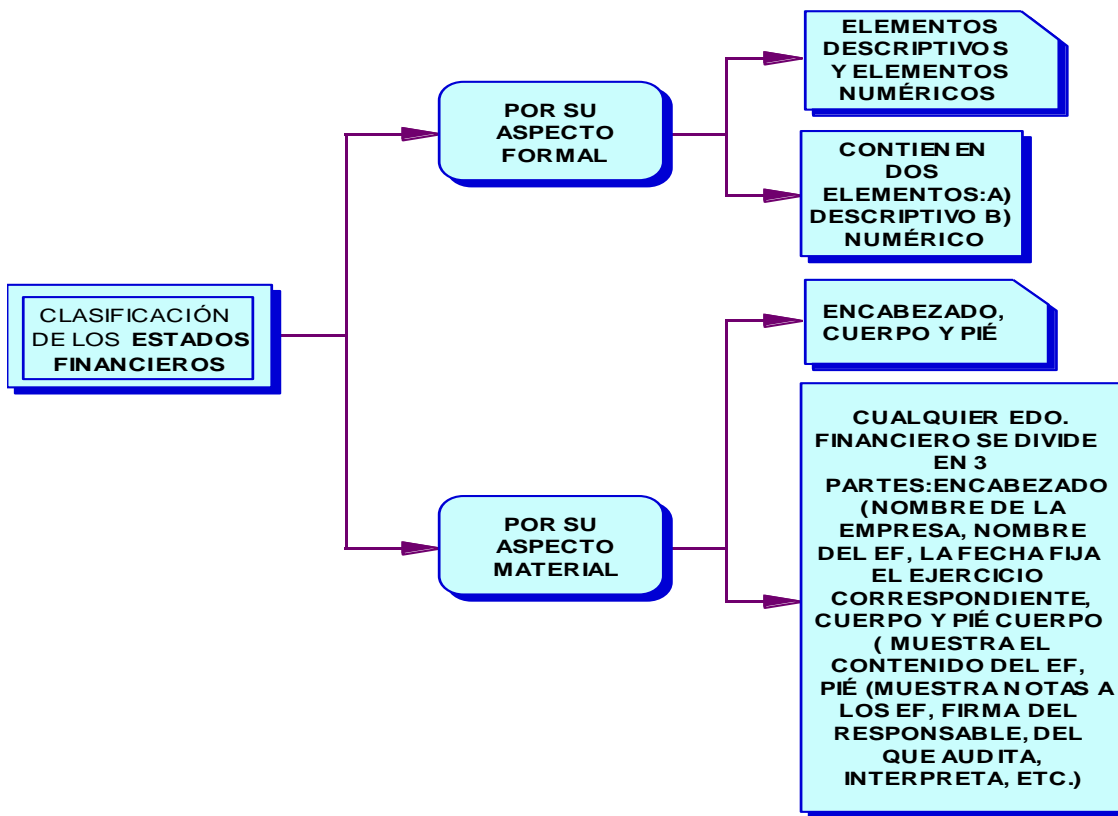 CLASIFICACIÓN
DE LOS ESTADOS
FINANCIEROS
POR SU
ASPECTO
FORMAL
ELEMENTOS
DESCRIPTIVOS
Y ELEMENTOS
NUMÉRICOS
CONTIENEN
DOS
ELEMENTOS:A)
DESCRIPTIVO B)
NUMÉRICO
POR SU
ASPECTO
MATERIAL
ENCABEZADO,
CUERPO Y PIÉ
CUALQUIER EDO.
FINANCIERO SE DIVIDE
EN 3
PARTES:ENCABEZADO
(NOMBRE DE LA
EMPRESA, NOMBRE
DEL EF, LA FECHA FIJA
EL EJERCICIO
CORRESPONDIENTE,
CUERPO Y PIÉ CUERPO
( MUESTRA EL
CONTENIDO DEL EF,
PIÉ (MUESTRA NOTAS A
LOS EF, FIRMA DEL
RESPONSABLE, DEL
QUE AUDITA,
INTERPRETA, ETC.)